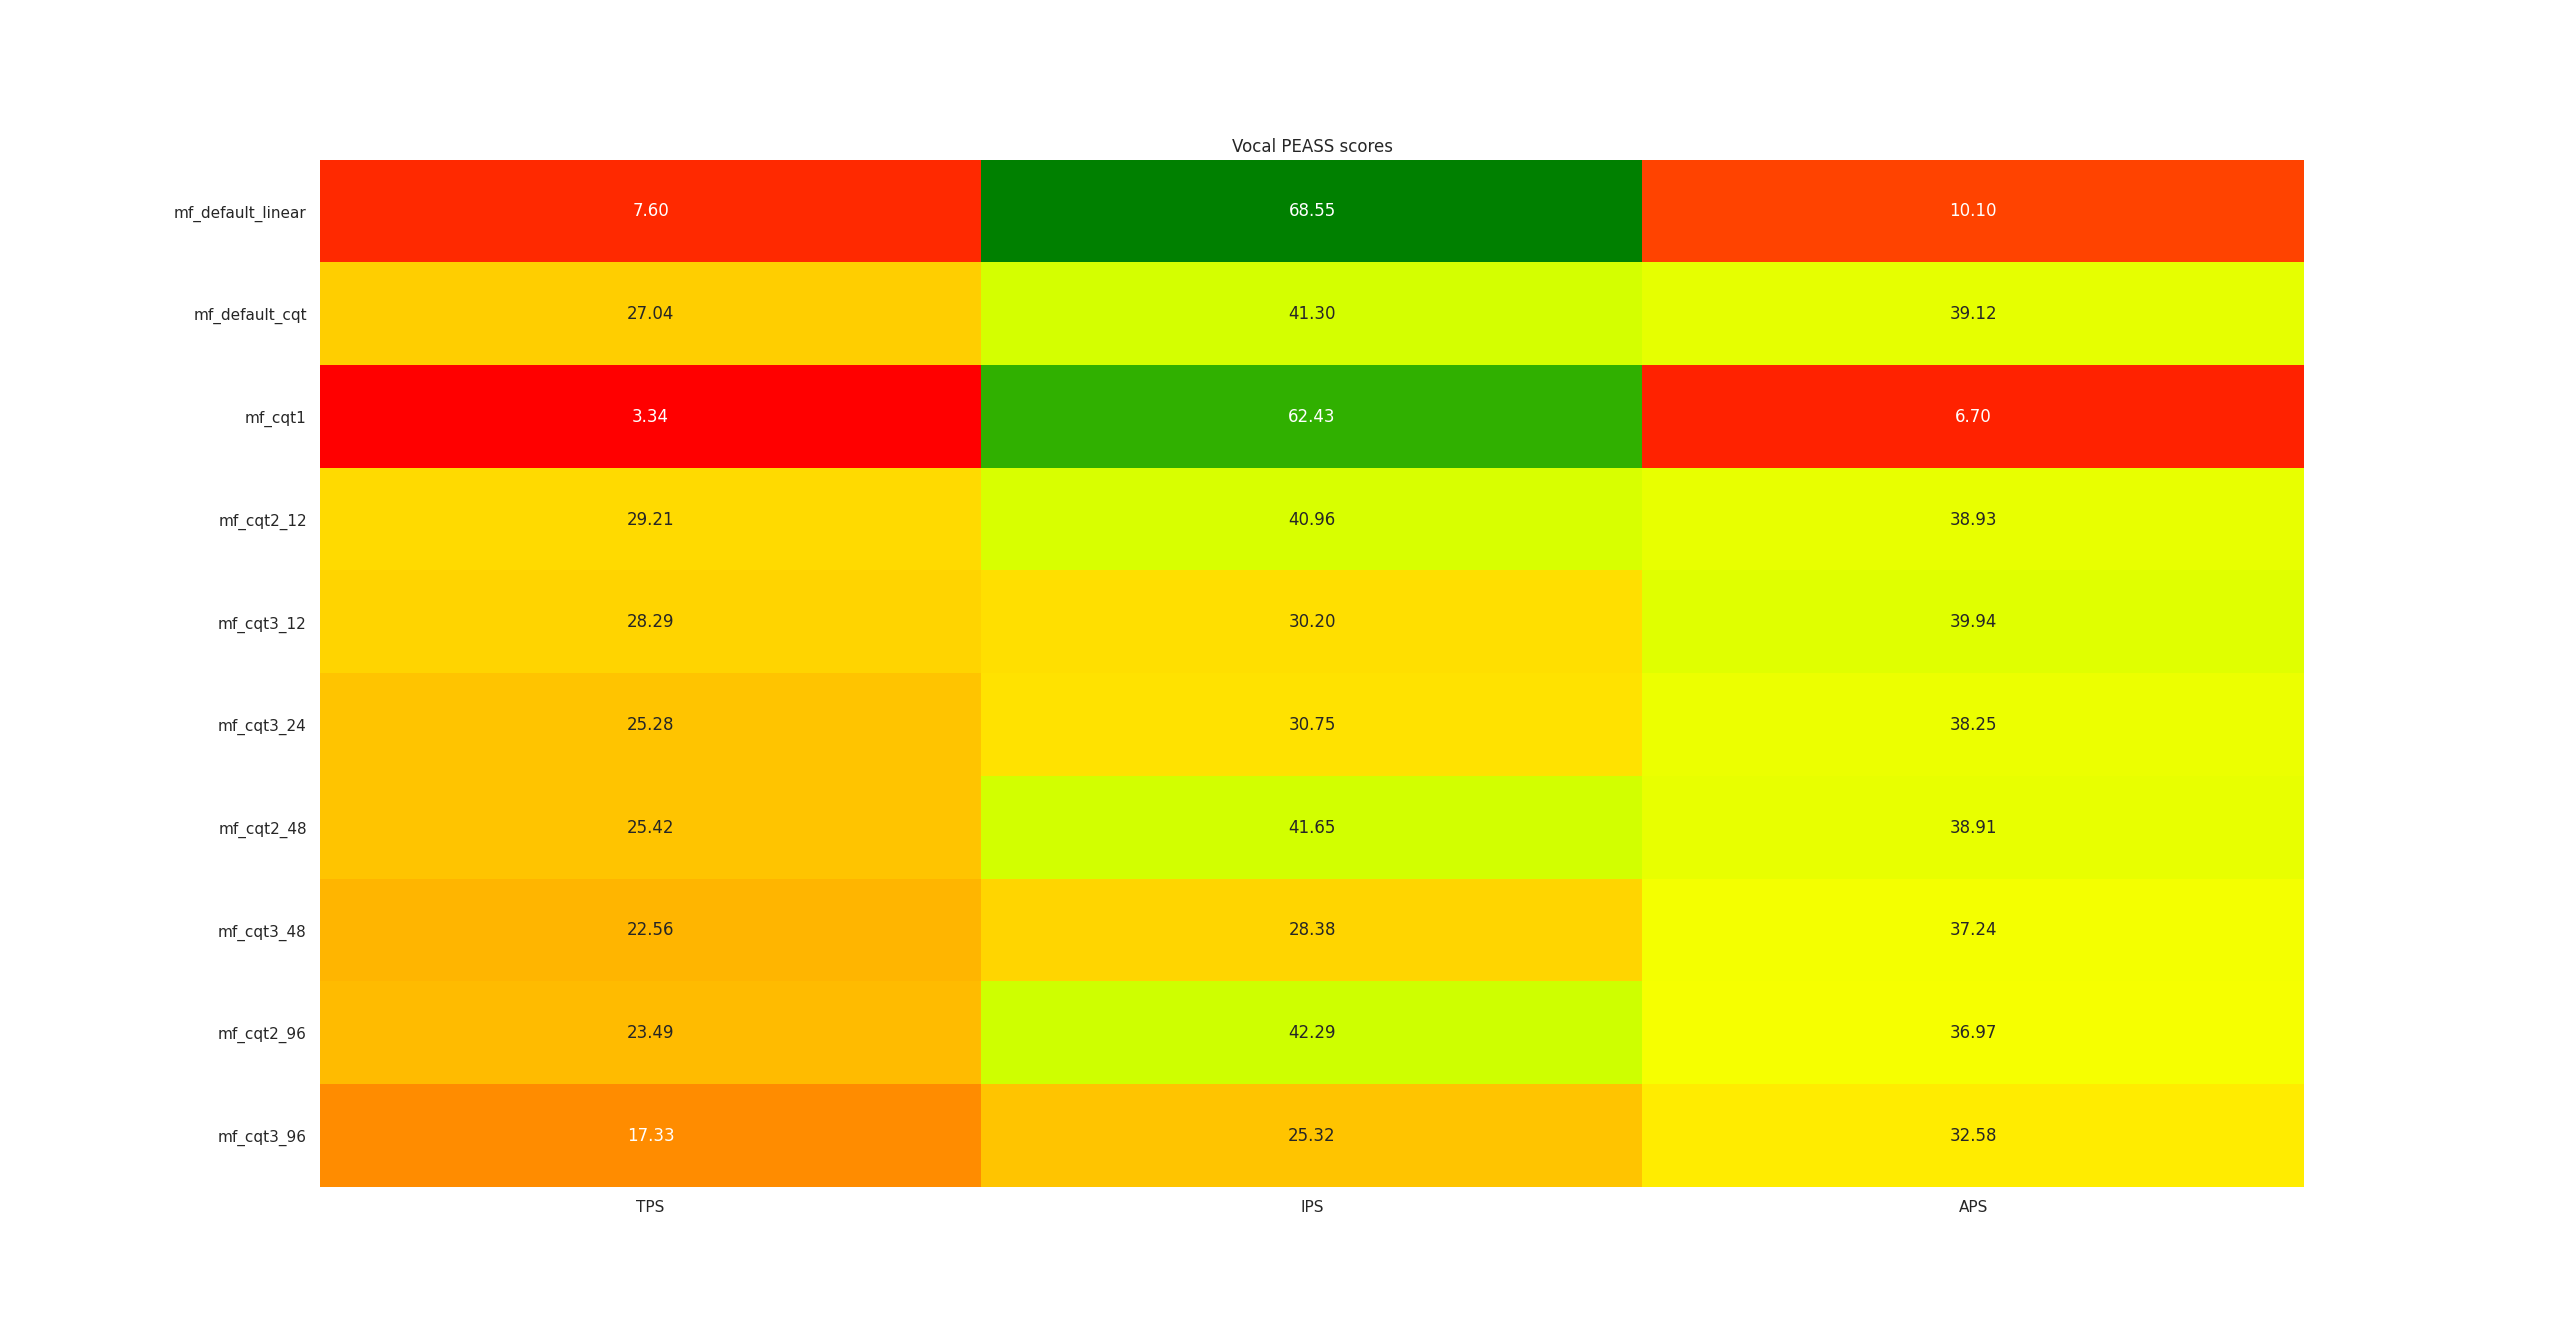 Vocal PEASS scores
mf_default_linear 7.60 68.55 10.10
mf_default_cqt 27.04 41.30 39.12
mf_cqt1 3.34 62.43 6.70
mf_cqt2_12 29.21 40.96 38.93
mf_cqt3_12 28.29 30.20 39.94
mf_cqt3_24 25.28 30.75 38.25
mf_cqt2_48 25.42 41.65 38.91
mf_cqt3_48 22.56 28.38 37.24
mf_cqt2_96 23.49 42.29 36.97
mf_cqt3_96 17.33 25.32 32.58
TPS IPS APS